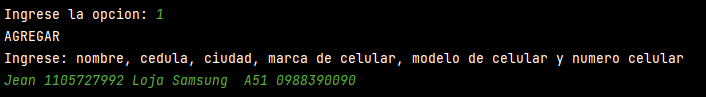 Ingrese la opcion: 1
AGREGAR
Ingrese: nombre, cedula, ciudad, marca de celular, modelo de celular y numero celular
Jean 1105727992 Loja Samsung  A51 0988390090